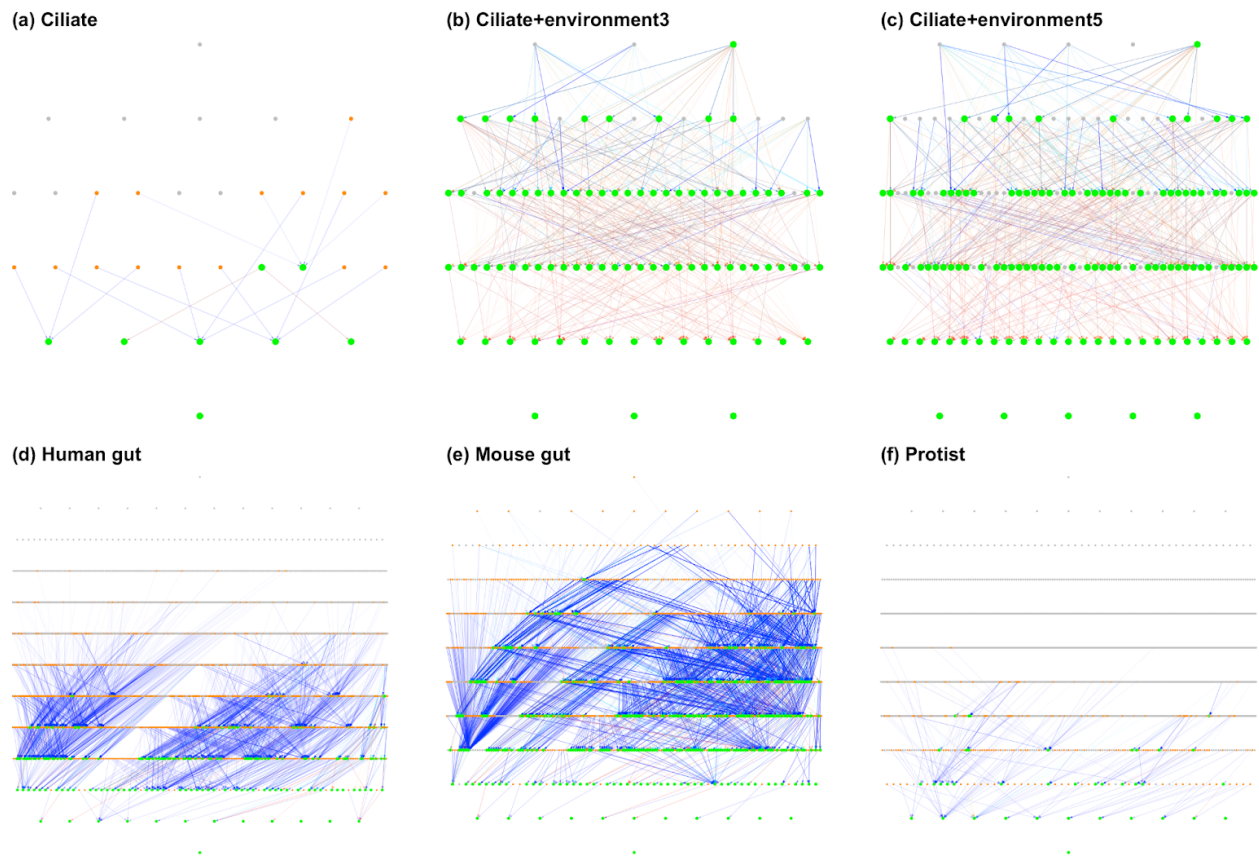 (a) Ciliate
(b) Ciliate+environment3
(c) Ciliate+environment5
(d) Human gut
(e) Mouse gut
(f) Protist